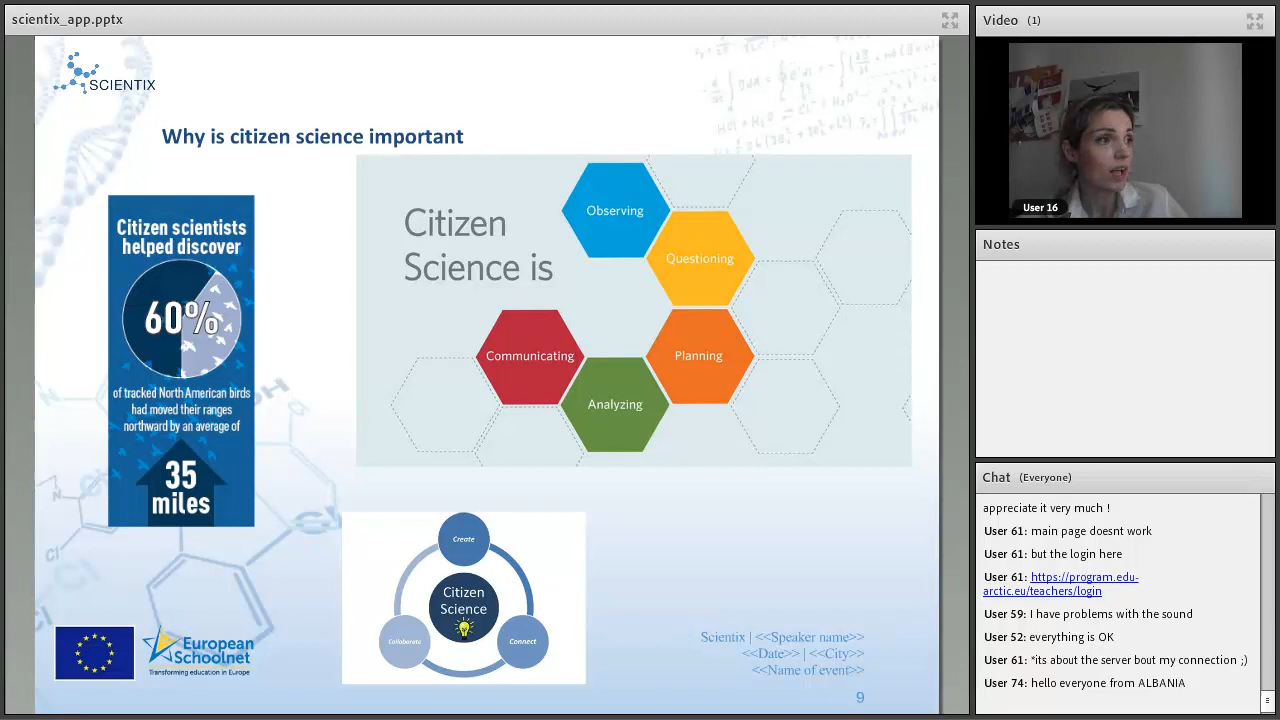 scientix_app.pptx
SCIENTIX
Why is citizen science important
Citizen scientists
helped discover
60%
of tracked North American birds
had moved their ranges
northward by an average of
35
miles
Citizen
Science is
Observing
Questioning
Planning
Analyzing
Communicating
Create
Citizen
Science
Collaborate
Connect
European
Schoolnet
Transforming education in Europe
Scientix | <<Speaker name>>
<<Date>> | <<City>>
<<Name of event>>
9
Video (1)
User 16
Notes
Chat (Everyone)
appreciate it very much !
User 61: main page doesnt work
User 61: but the login here
User 61: https://program.edu-
arctic.eu/teachers/login
User 59: I have problems with the sound
User 52: everything is OK
User 61: *its about the server bout my connection ;)
User 74: hello everyone from ALBANIA